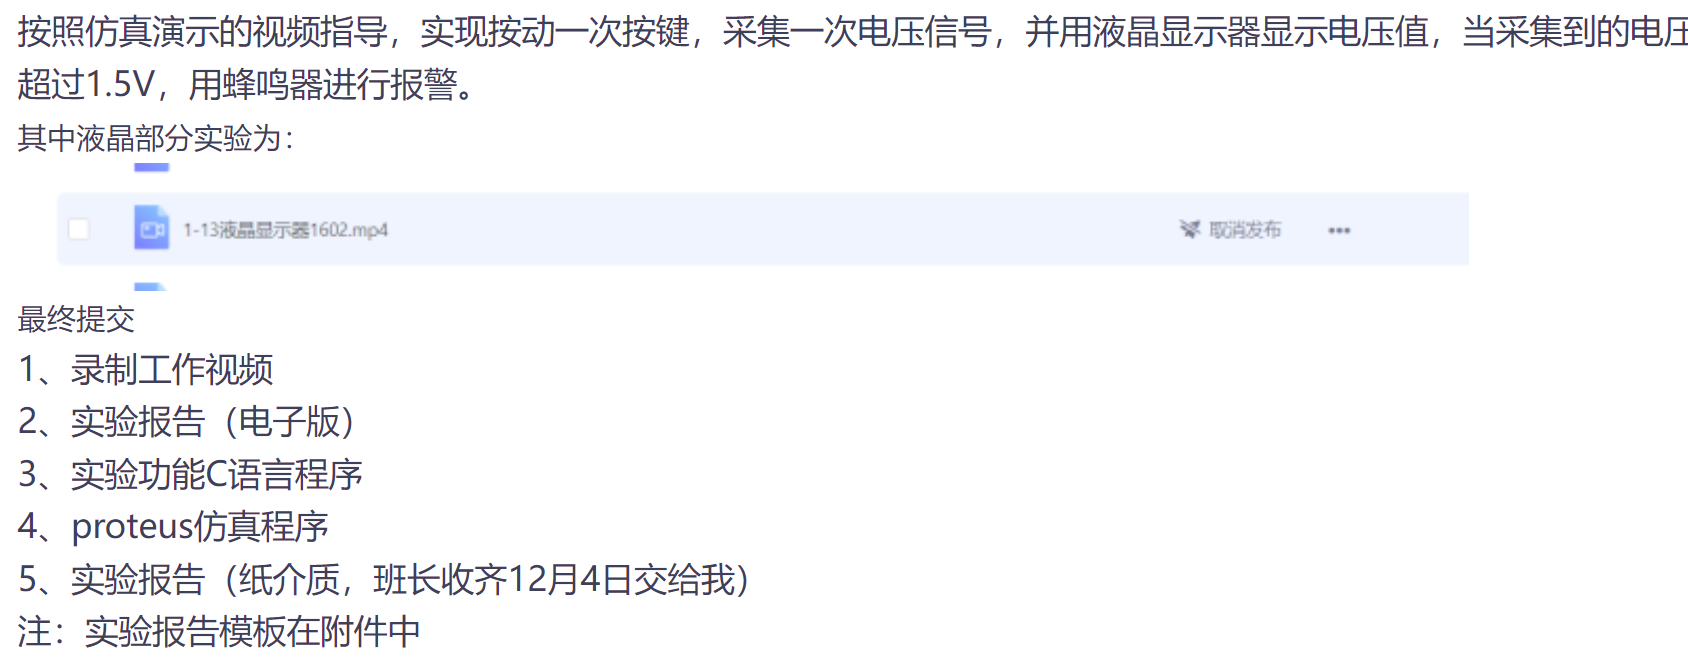 按照仿真演示的视频指导，实现按动一次按键，采集一次电压信号，并用液晶显示器显示电压值，当采集到的电压
超过1.5V，用蜂鸣器进行报警。
其中液晶部分实验为：
1-13液晶显示器1602.mp4 取消发布 •••
最终提交
1、录制工作视频
2、实验报告（电子版）
3、实验功能C语言程序
4、proteus仿真程序
5、实验报告（纸介质，班长收齐12月4日交给我）
注：实验报告模板在附件中